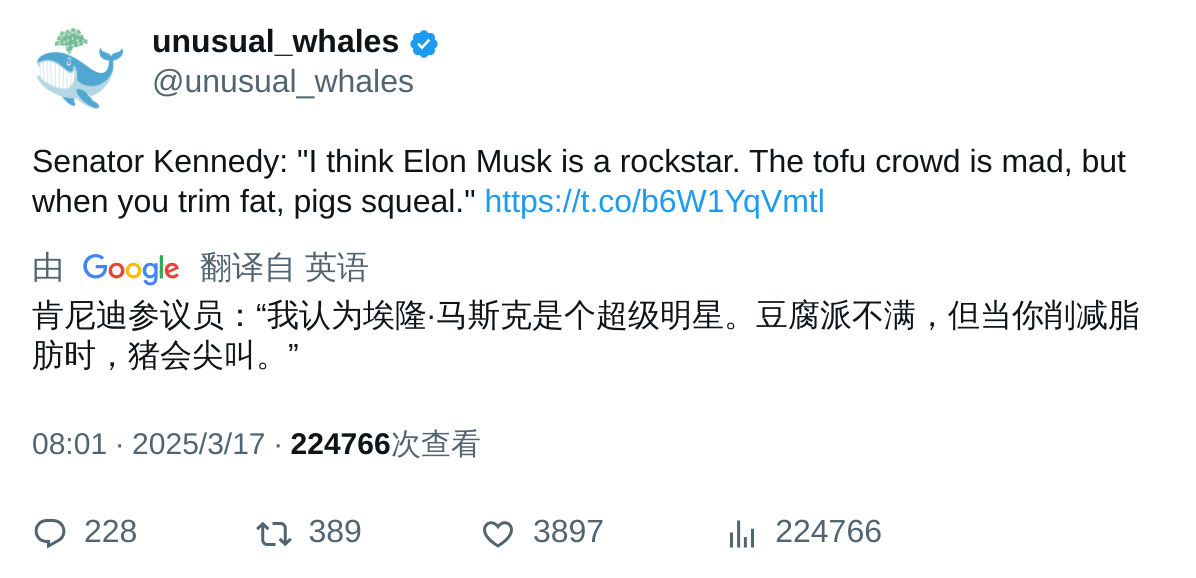 unusual_whales
@unusual_whales
Senator Kennedy: "I think Elon Musk is a rockstar. The tofu crowd is mad, but
when you trim fat, pigs squeal." https://t.co/b6W1YqVmtl
由 Google 翻译自 英语
肯尼迪参议员：“我认为埃隆·马斯克是个超级明星。豆腐派不满，但当你削减脂
肪时，猪会尖叫。”
08:01 · 2025/3/17 · 224766次查看
228 389 3897 224766